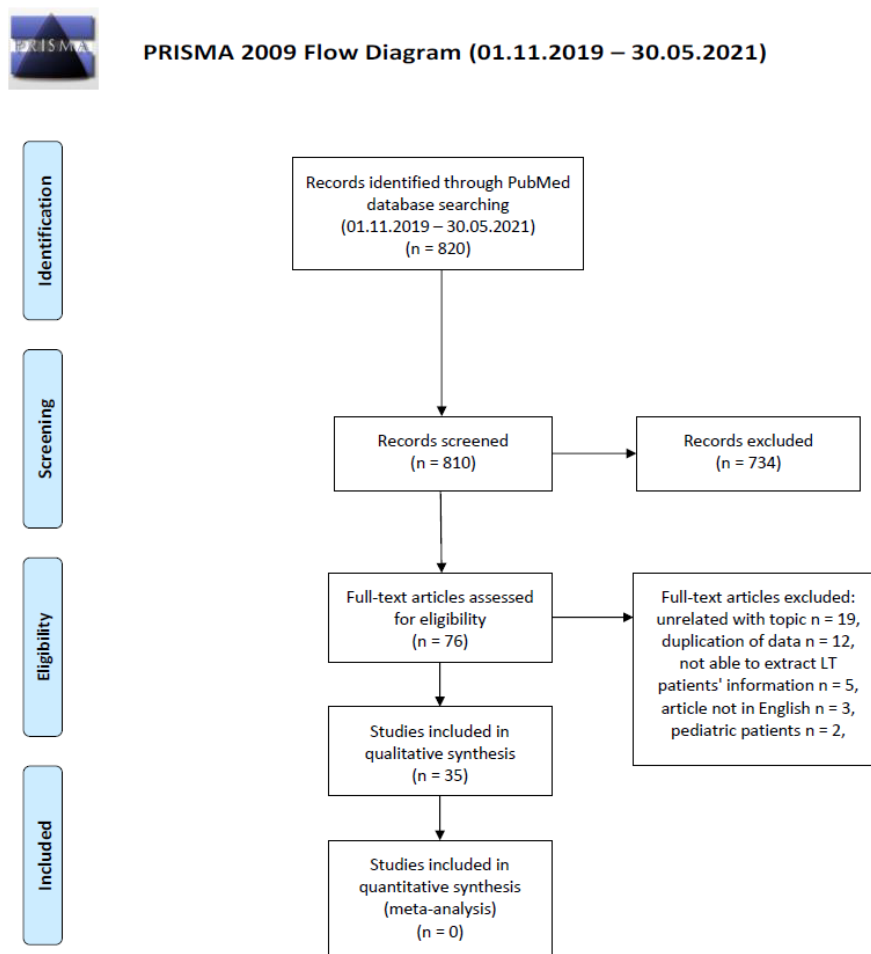 PRISMA
PRISMA 2009 Flow Diagram (01.11.2019 – 30.05.2021)
Identification
Records identified through PubMed
database searching
(01.11.2019 – 30.05.2021)
(n = 820)
Screening
Records screened
(n = 810)
Records excluded
(n = 734)
Eligibility
Full-text articles assessed
for eligibility
(n = 76)
Full-text articles excluded:
unrelated with topic n = 19,
duplication of data n = 12,
not able to extract LT
patients' information n = 5,
article not in English n = 3,
pediatric patients n = 2,
Studies included in
qualitative synthesis
(n = 35)
Included
Studies included in
quantitative synthesis
(meta-analysis)
(n = 0)